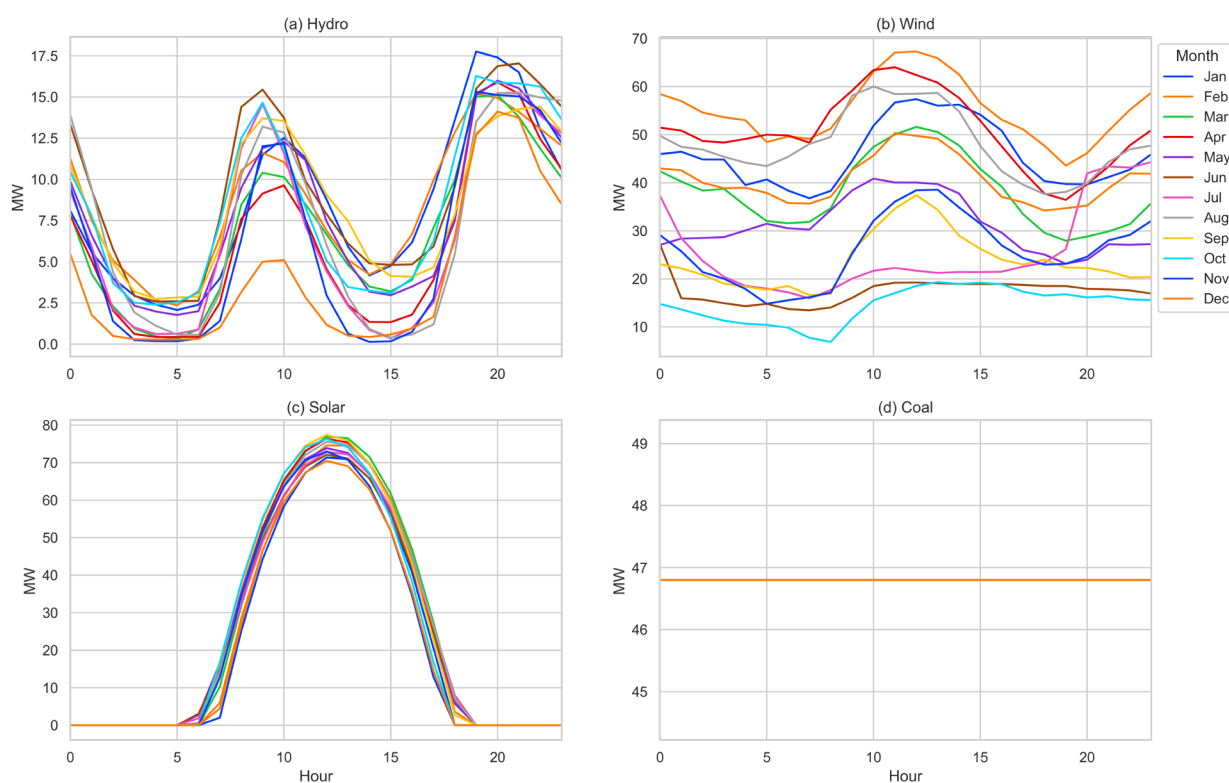 (a) Hydro
17.5
15.0
12.5
10.0
7.5
5.0
2.5
0.0
MW
0 5 10 15 20
(b) Wind
70
60
50
40
30
20
10
MW
0 5 10 15 20
Month
Jan
Feb
Mar
Apr
May
Jun
Jul
Aug
Sep
Oct
Nov
Dec
(c) Solar
80
70
60
50
40
30
20
10
0
MW
0 5 10 15 20
Hour
(d) Coal
49
48
47
46
45
MW
0 5 10 15 20
Hour